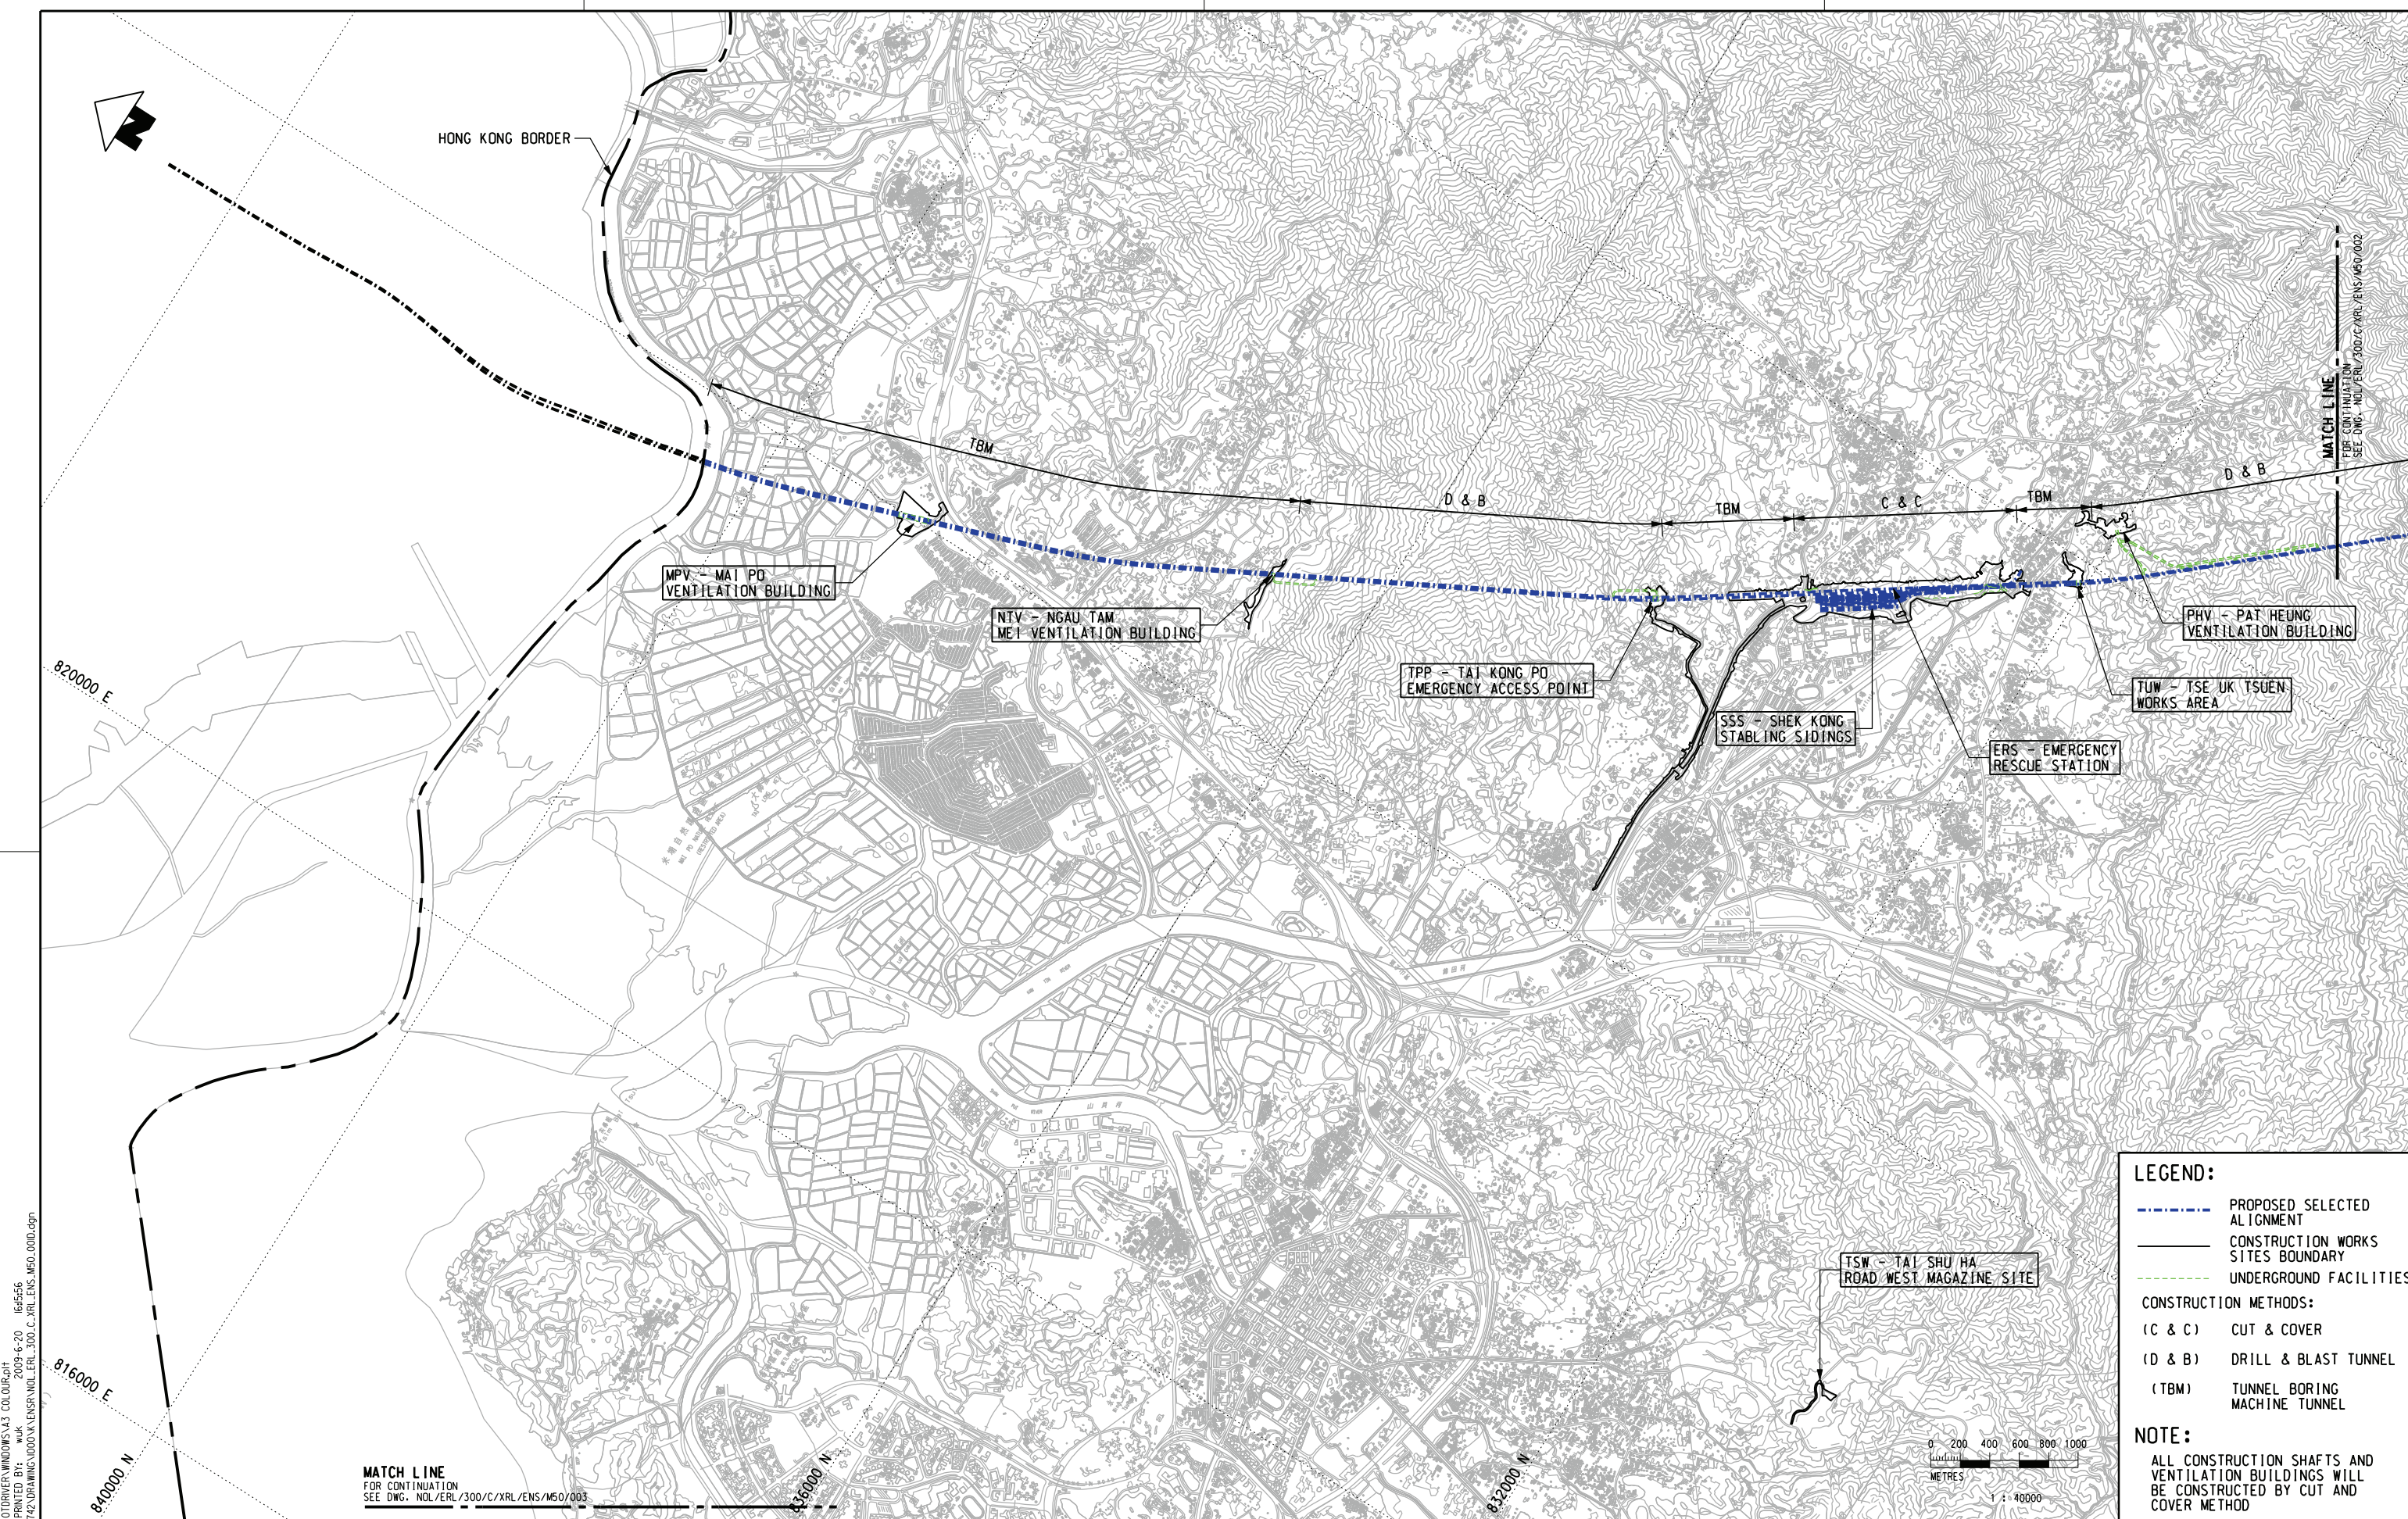 N
HONG KONG BORDER
TBM
D & B
TBM
C & C
TBM
D & B
MATCH LINE
FOR CONTINUATION
SEE DWG. NOL/ERL/300/C/XRL/ENS/M50/002
MPV - MAI PO
VENTILATION BUILDING
NTV - NGAU TAM
MEI VENTILATION BUILDING
TPP - TAI KONG PO
EMERGENCY ACCESS POINT
SSS - SHEK KONG
STABLING SIDINGS
ERS - EMERGENCY
RESCUE STATION
PHV - PAT HEUNG
VENTILATION BUILDING
TUW - TSE UK TSUEN
WORKS AREA
820000 E
816000 E
840000 N
836000 N
832000 N
TSW - TAI SHU HA
ROAD WEST MAGAZINE SITE
MATCH LINE
FOR CONTINUATION
SEE DWG. NOL/ERL/300/C/XRL/ENS/M50/003
0 200 400 600 800 1000
METRES
1 : 40000
LEGEND:
PROPOSED SELECTED
ALIGNMENT
CONSTRUCTION WORKS
SITES BOUNDARY
UNDERGROUND FACILITIES
CONSTRUCTION METHODS:
(C & C) CUT & COVER
(D & B) DRILL & BLAST TUNNEL
(TBM) TUNNEL BORING
MACHINE TUNNEL
NOTE:
ALL CONSTRUCTION SHAFTS AND
VENTILATION BUILDINGS WILL
BE CONSTRUCTED BY CUT AND
COVER METHOD
PRINTED BY: wuk 2009-6-20